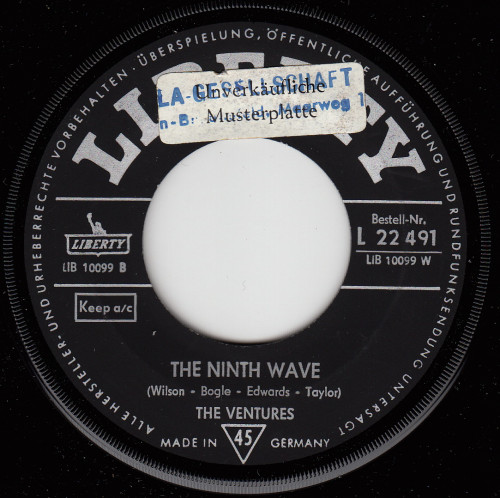 ALLE HERSTELLER- UND URHEBERRECHTE VORBEHALTEN. ÜBERSPIELUNG, ÖFFENTLICHE AUFFÜHRUNG UND RUNDFUNKSENDUNG UNTERSAGT
LIBERTY
LA-GESELLSCHAFT
Unverkäufliche
Maarweg 1
Musterplatte
LIBERTY
LIB 10099 B
Keep a/c
Bestell-Nr.
L 22 491
LIB 10099 W
THE NINTH WAVE
(Wilson - Bogle - Edwards - Taylor)
THE VENTURES
MADE IN 45 GERMANY